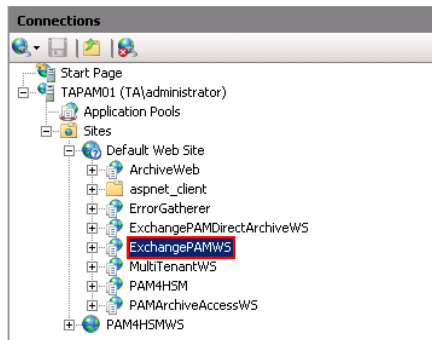 Connections
Start Page
TAPAM01 (TA\administrator)
Application Pools
Sites
Default Web Site
ArchiveWeb
aspnet_client
ErrorGatherer
ExchangePAMDirectArchiveWS
ExchangePAMWS
MultiTenantWS
PAM4HSM
PAMArchiveAccessWS
PAM4HSMWS